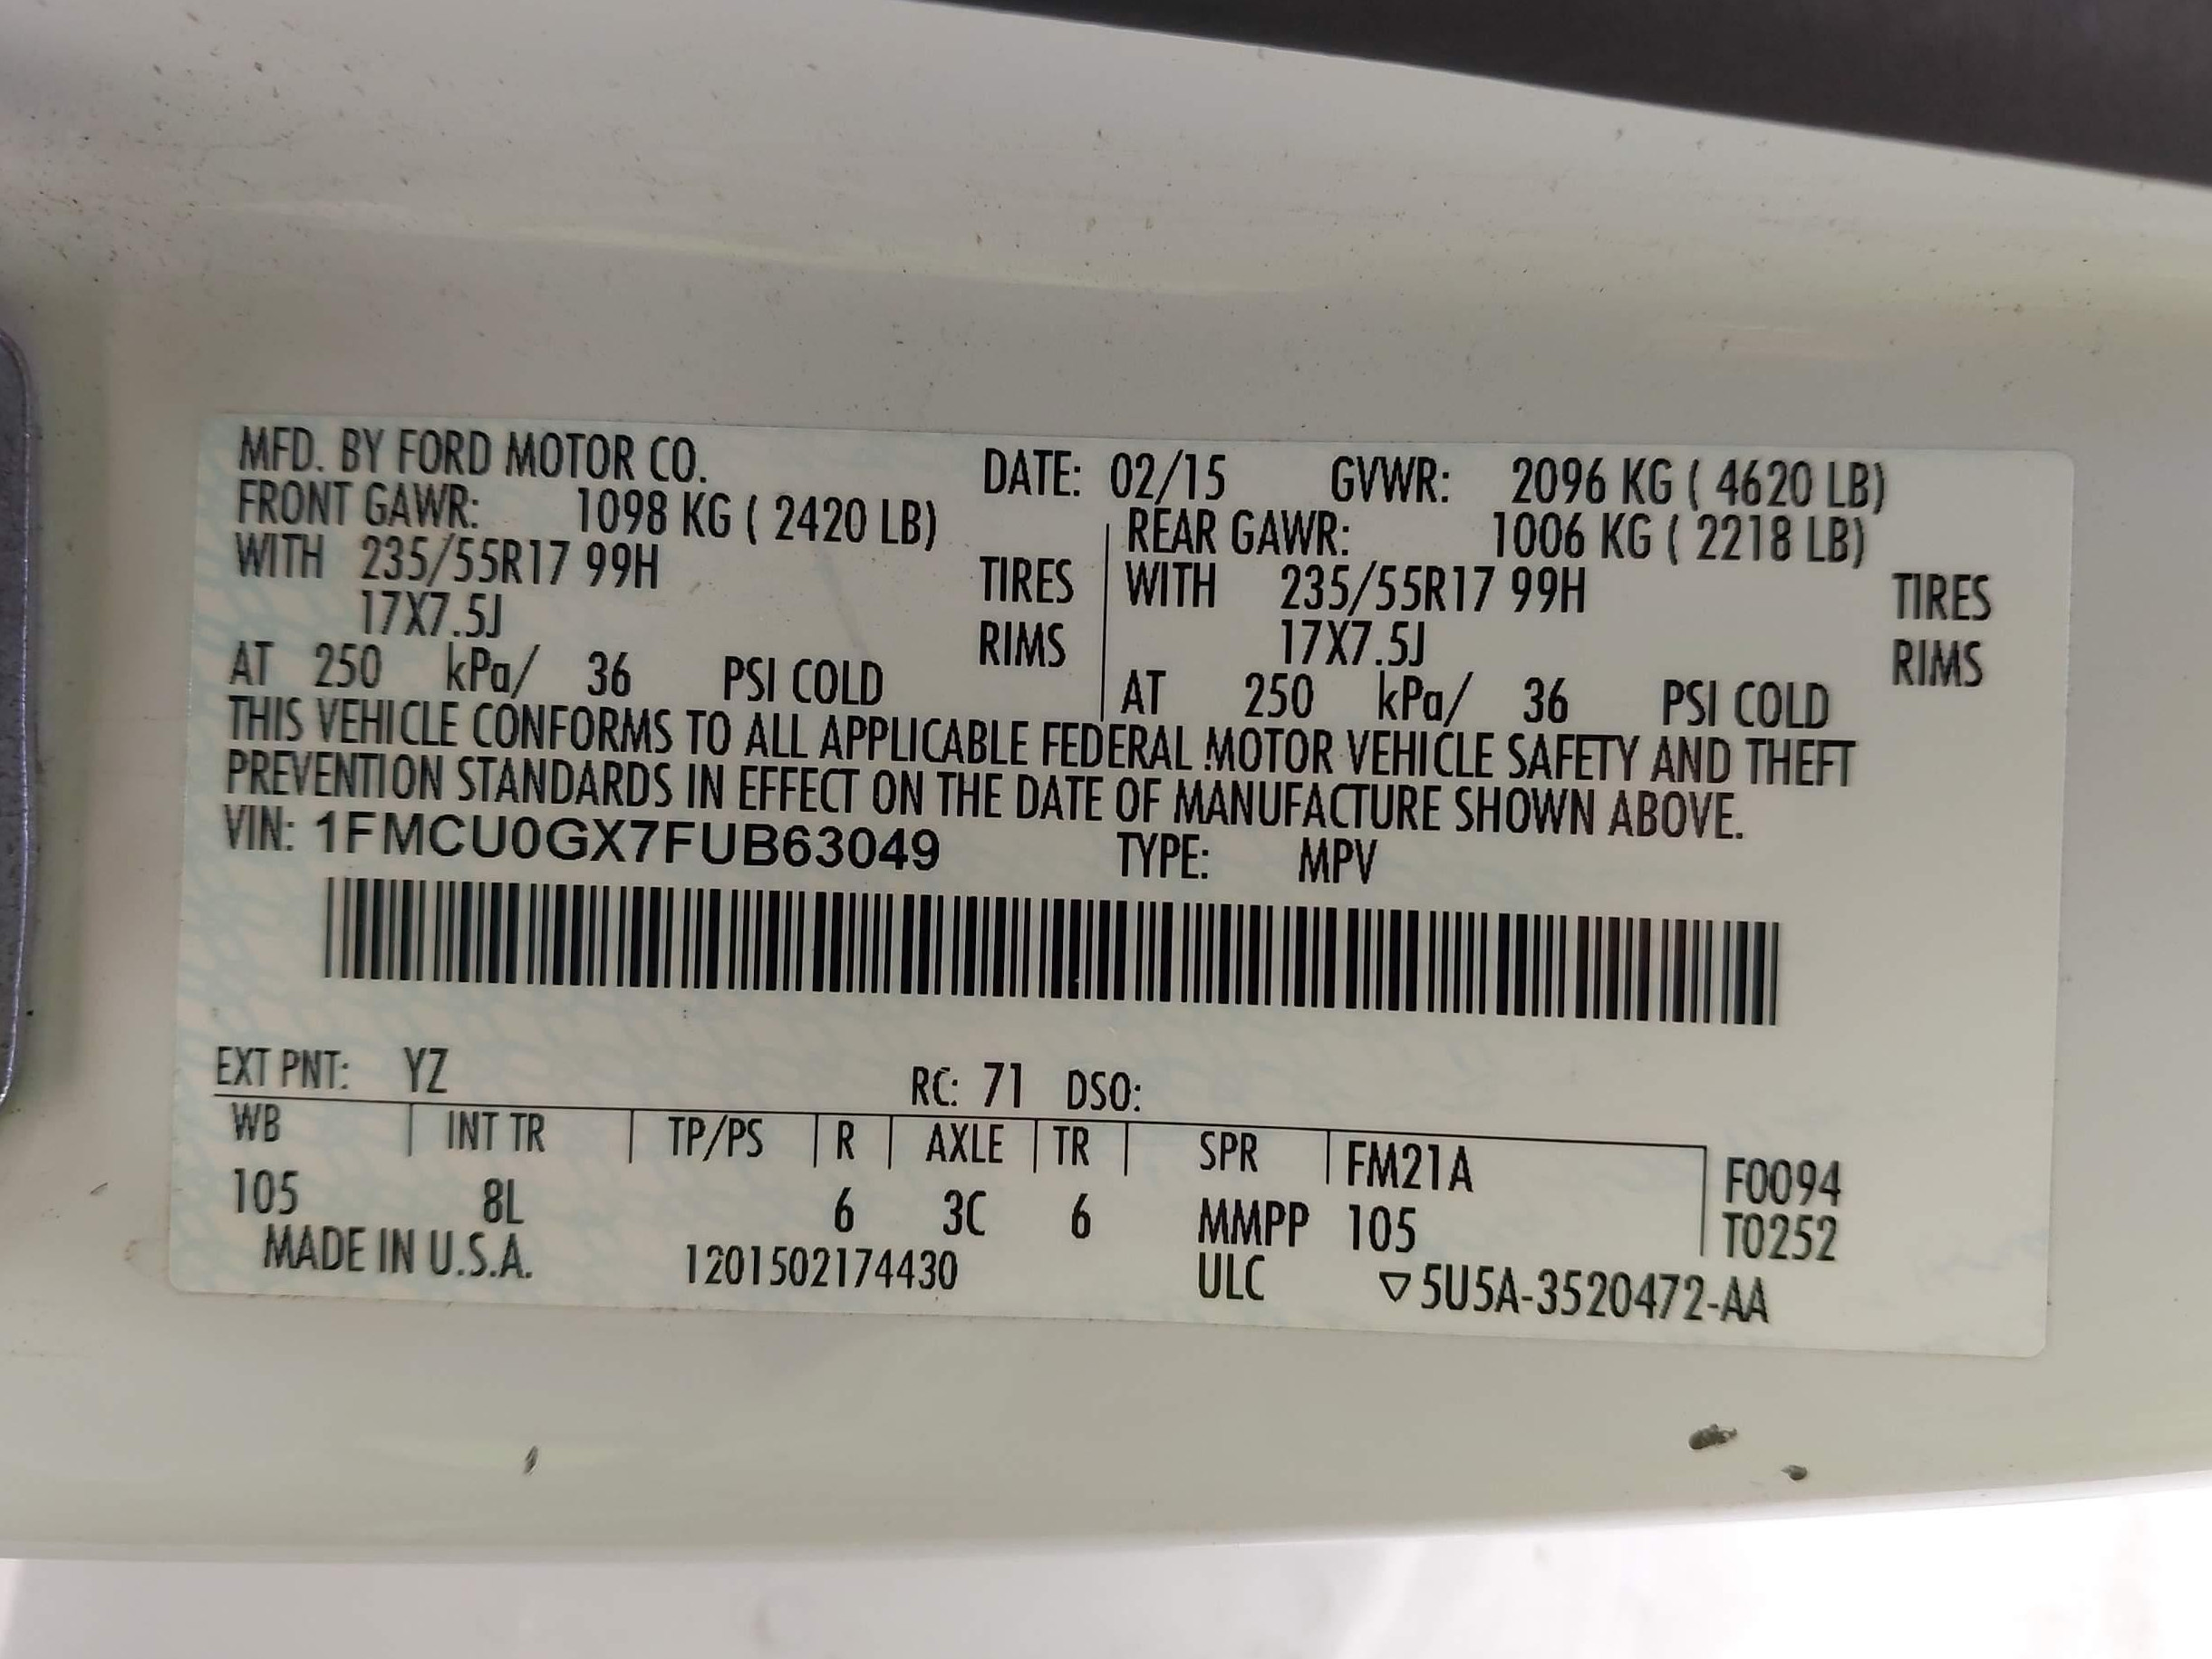 MFD. BY FORD MOTOR CO. DATE: 02/15 GVWR: 2096 KG ( 4620 LB)
FRONT GAWR: 1098 KG ( 2420 LB) REAR GAWR: 1006 KG ( 2218 LB)
WITH 235/55R17 99H TIRES WITH 235/55R17 99H TIRES
17X7.5J RIMS 17X7.5J RIMS
AT 250 kPa/ 36 PSI COLD AT 250 kPa/ 36 PSI COLD
THIS VEHICLE CONFORMS TO ALL APPLICABLE FEDERAL MOTOR VEHICLE SAFETY AND THEFT
PREVENTION STANDARDS IN EFFECT ON THE DATE OF MANUFACTURE SHOWN ABOVE.
VIN: 1FMCU0GX7FUB63049 TYPE: MPV
EXT PNT: YZ RC: 71 DSO:
WB INT TR TP/PS R AXLE TR SPR FM21A F0094
105 8L 6 3C 6 MMPP 105 T0252
MADE IN U.S.A. 1201502174430 ULC ▽5U5A-3520472-AA